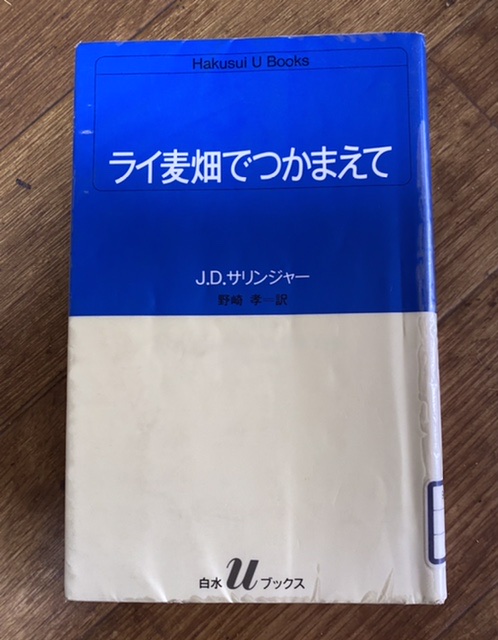 Hakusui U Books
ライ麦畑でつかまえて
J.D.サリンジャー
野崎 孝―訳
白水 u ブックス